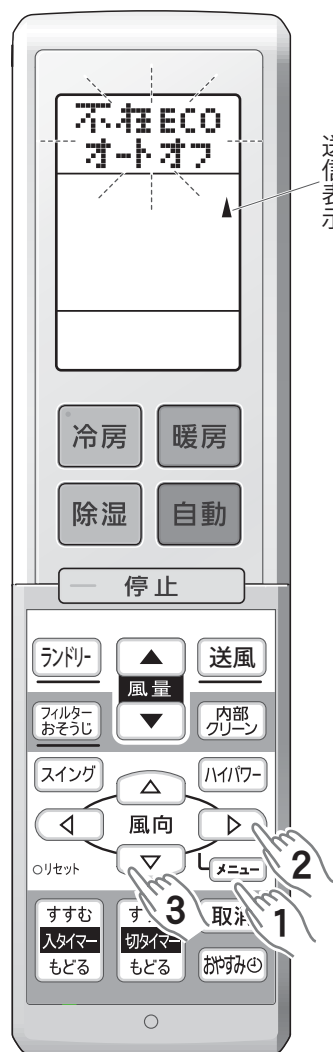 不在ECO
オートオフ
送信表示
冷房
暖房
除湿
自動
停止
ランドリー
▲
送風
風量
フィルター
おそうじ
▼
内部
クリーン
スイング
△
ハイパワー
◁
風向
▷
○リセット
▽
メニュー
2
すすむ
3
取消
1
入タイマー
切タイマー
もどる
もどる
おやすみ